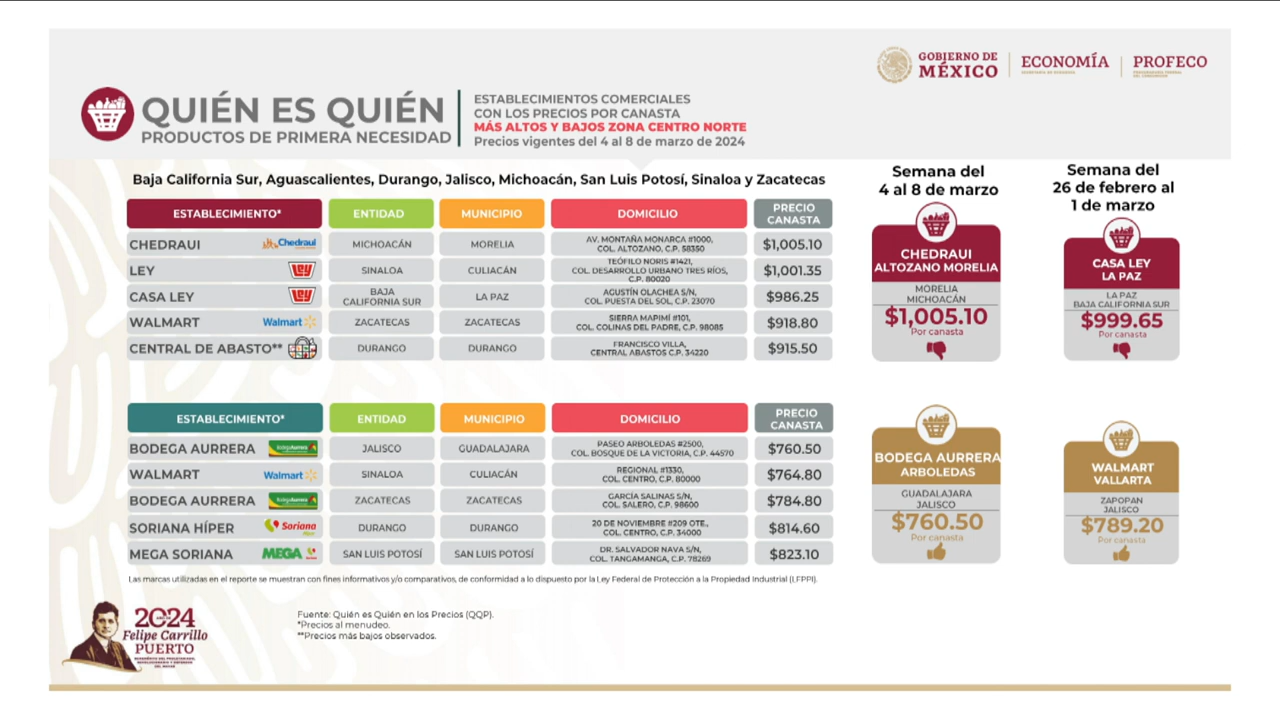 GOBIERNO DE
MÉXICO
ECONOMÍA
SECRETARÍA DE ECONOMÍA
PROFECO
PROCURADURÍA FEDERAL
DEL CONSUMIDOR
QUIÉN ES QUIÉN
PRODUCTOS DE PRIMERA NECESIDAD
ESTABLECIMIENTOS COMERCIALES
CON LOS PRECIOS POR CANASTA
MÁS ALTOS Y BAJOS ZONA CENTRO NORTE
Precios vigentes del 4 al 8 de marzo de 2024
Baja California Sur, Aguascalientes, Durango, Jalisco, Michoacán, San Luis Potosí, Sinaloa y Zacatecas
ESTABLECIMIENTO* ENTIDAD MUNICIPIO DOMICILIO PRECIO CANASTA
CHEDRAUI Chedraui MICHOACÁN MORELIA AV. MONTAÑA MONARCA #1000, COL. ALTOZANO, C.P. 58350 $1,005.10
LEY LEY SINALOA CULIACÁN TEÓFILO NORIS #1421, COL. DESARROLLO URBANO TRES RÍOS, C.P. 80020 $1,001.35
CASA LEY LEY BAJA CALIFORNIA SUR LA PAZ AGUSTÍN OLACHEA S/N, COL. PUESTA DEL SOL, C.P. 23070 $986.25
WALMART Walmart ZACATECAS ZACATECAS SIERRA MAPIMÍ #101, COL. COLINAS DEL PADRE, C.P. 98085 $918.80
CENTRAL DE ABASTO** DURANGO DURANGO FRANCISCO VILLA, CENTRAL ABASTOS C.P. 34220 $915.50
Semana del
4 al 8 de marzo
CHEDRAUI
ALTOZANO MORELIA
MORELIA
MICHOACÁN
$1,005.10
Por canasta
Semana del
26 de febrero al
1 de marzo
CASA LEY
LA PAZ
LA PAZ
BAJA CALIFORNIA SUR
$999.65
Por canasta
ESTABLECIMIENTO* ENTIDAD MUNICIPIO DOMICILIO PRECIO CANASTA
BODEGA AURRERA Bodega Aurrera JALISCO GUADALAJARA PASEO ARBOLEDAS #2500, COL. BOSQUE DE LA VICTORIA, C.P. 44570 $760.50
WALMART Walmart SINALOA CULIACÁN REGIONAL #1330, COL. CENTRO, C.P. 80000 $764.80
BODEGA AURRERA Bodega Aurrera ZACATECAS ZACATECAS GARCÍA SALINAS S/N, COL. SALERO, C.P. 98600 $784.80
SORIANA HÍPER Soriana Híper DURANGO DURANGO 20 DE NOVIEMBRE #209 OTE., COL. CENTRO, C.P. 34000 $814.60
MEGA SORIANA MEGA SAN LUIS POTOSÍ SAN LUIS POTOSÍ DR. SALVADOR NAVA S/N, COL. TANGAMANGA, C.P. 78269 $823.10
BODEGA AURRERA
ARBOLEDAS
GUADALAJARA
JALISCO
$760.50
Por canasta
WALMART
VALLARTA
ZAPOPAN
JALISCO
$789.20
Por canasta
Las marcas utilizadas en el reporte se muestran con fines informativos y/o comparativos, de conformidad a lo dispuesto por la Ley Federal de Protección a la Propiedad Industrial (LFPPI).
2024
Felipe Carrillo
PUERTO
Fuente: Quién es Quién en los Precios (QQP).
*Precios al menudeo.
**Precios más bajos observados.